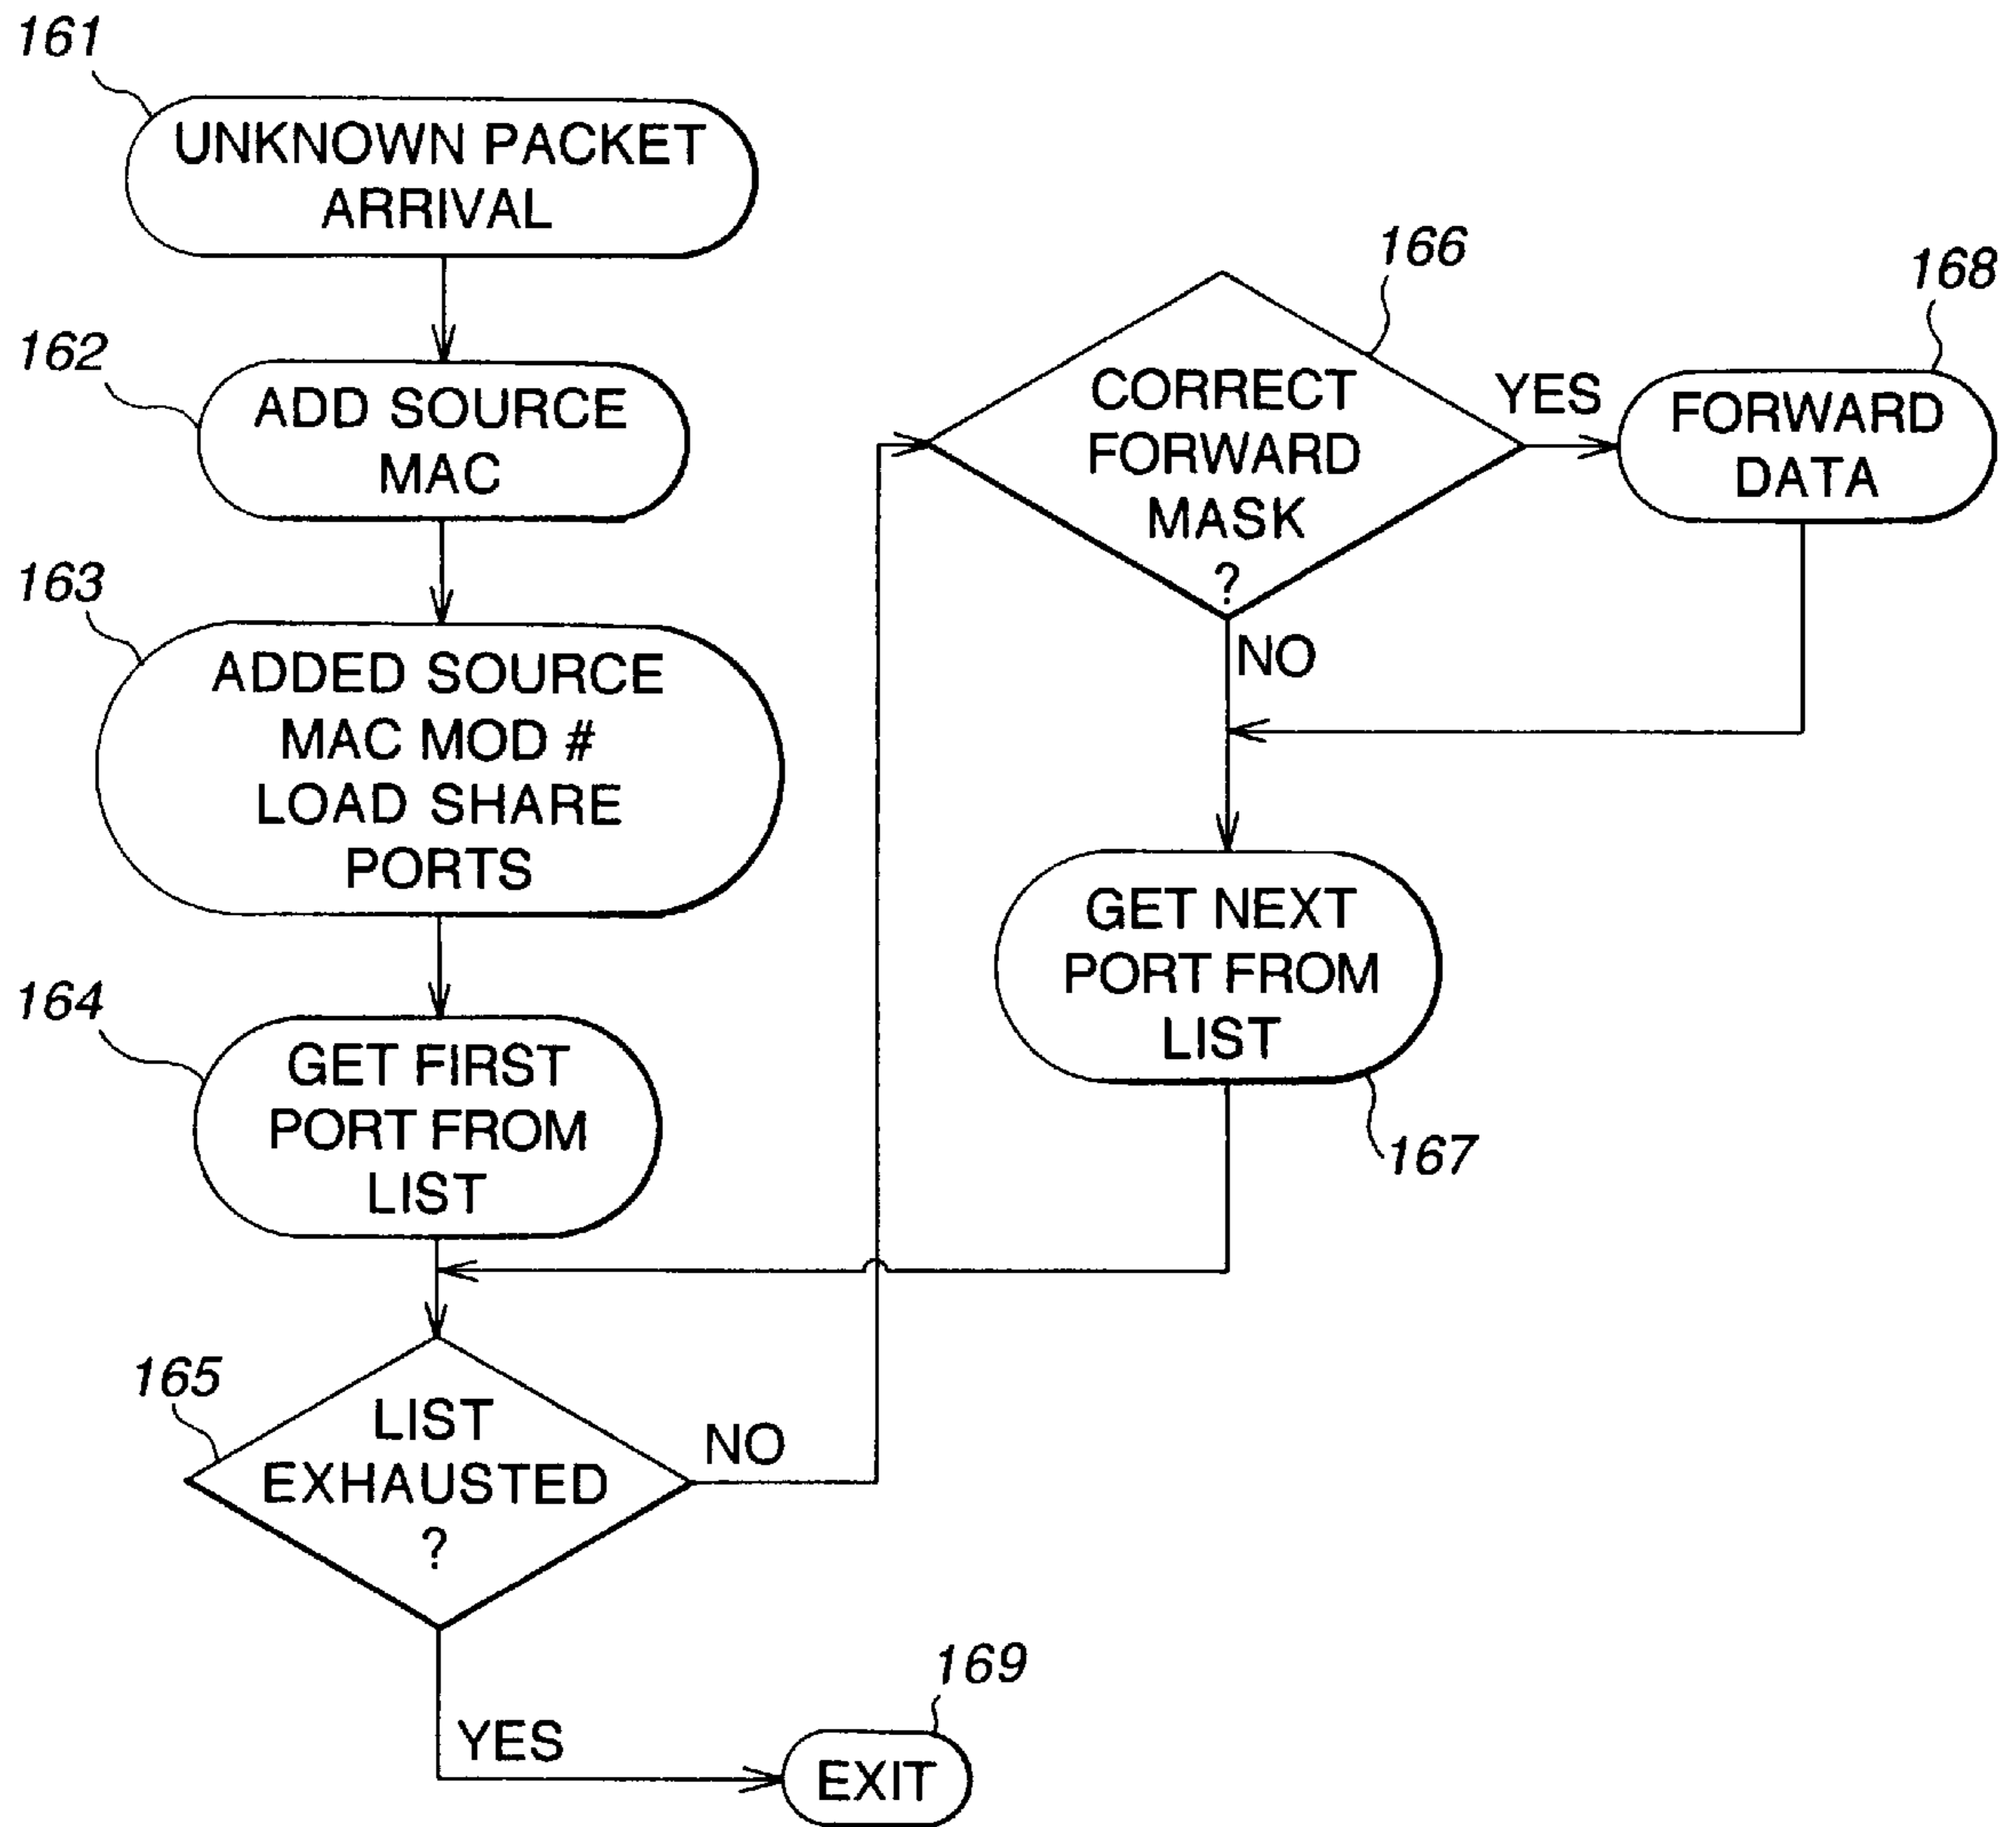 161
UNKNOWN PACKET
ARRIVAL
162
ADD SOURCE
MAC
163
ADDED SOURCE
MAC MOD #
LOAD SHARE
PORTS
164
GET FIRST
PORT FROM
LIST
165
LIST
EXHAUSTED
?
NO
YES
169
EXIT
166
CORRECT
FORWARD
MASK
?
YES
NO
168
FORWARD
DATA
GET NEXT
PORT FROM
LIST
167